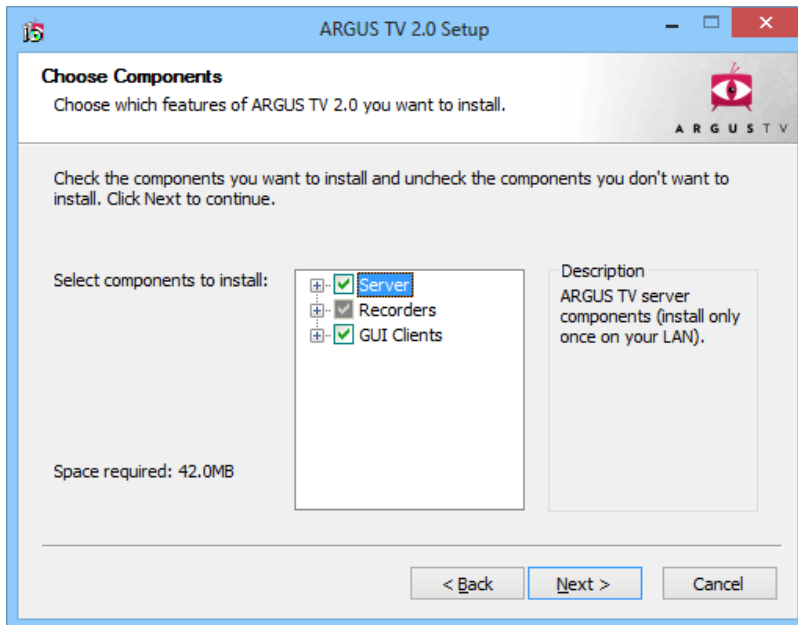 ARGUS TV 2.0 Setup
Choose Components
Choose which features of ARGUS TV 2.0 you want to install.
ARGUS TV
Check the components you want to install and uncheck the components you don't want to
install. Click Next to continue.
Select components to install:
Server
Recorders
GUI Clients
Description
ARGUS TV server
components (install only
once on your LAN).
Space required: 42.0MB
< Back
Next >
Cancel